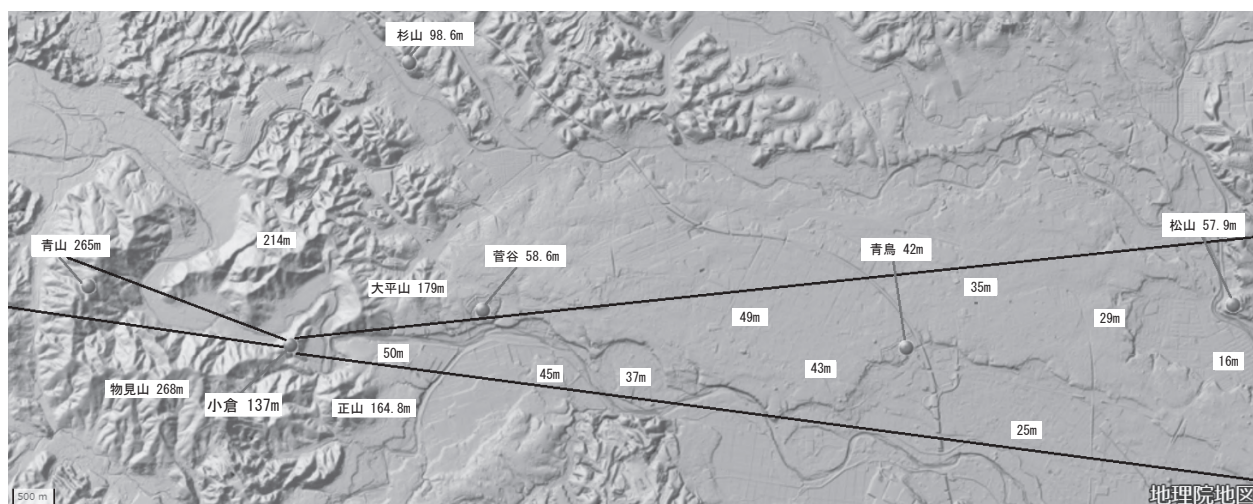 杉山 98.6m
松山 57.9m
青山 265m
214m
菅谷 58.6m
青鳥 42m
大平山 179m
35m
49m
29m
50m
16m
43m
45m
37m
物見山 268m
小倉 137m
正山 164.8m
25m
500 m
地理院地図